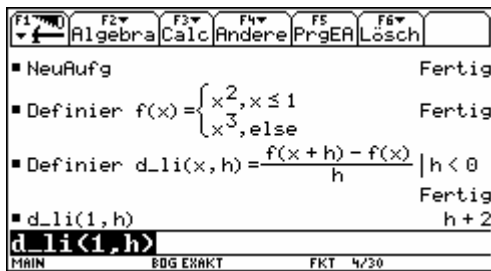 F1 F2 Algebra F3 Calc F4 Andere F5 PrgEA F6 Lösch
▪ NeuAufg Fertig
▪ Definier f(x)={x²,x≤1
x³,else Fertig
▪ Definier d_li(x,h)=(f(x+h)-f(x))/h | h<0
Fertig
▪ d_li(1,h) h+2
d_li(1,h)
MAIN BOG EXAKT FKT 4/30